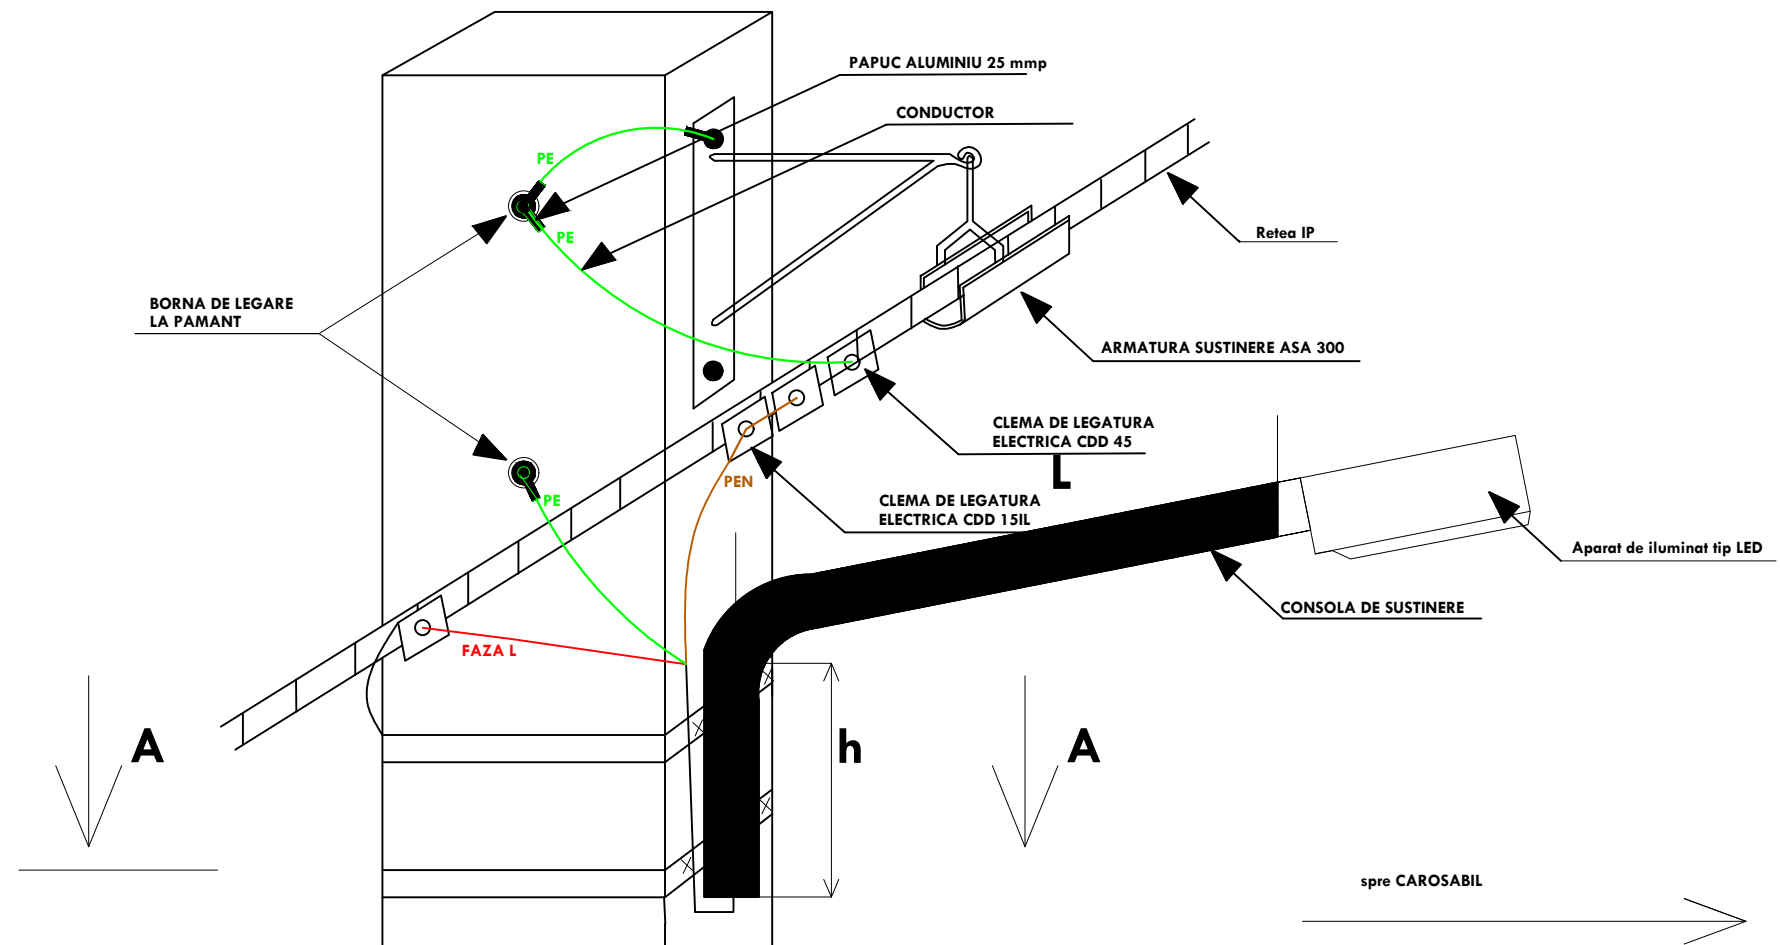 PAPUC ALUMINIU 25 mmp
CONDUCTOR
PE
PE
Retea IP
BORNA DE LEGARE
LA PAMANT
ARMATURA SUSTINERE ASA 300
CLEMA DE LEGATURA
ELECTRICA CDD 45
L
PEN
CLEMA DE LEGATURA
ELECTRICA CDD 15IL
PE
Aparat de iluminat tip LED
CONSOLA DE SUSTINERE
FAZA L
A
h
A
spre CAROSABIL